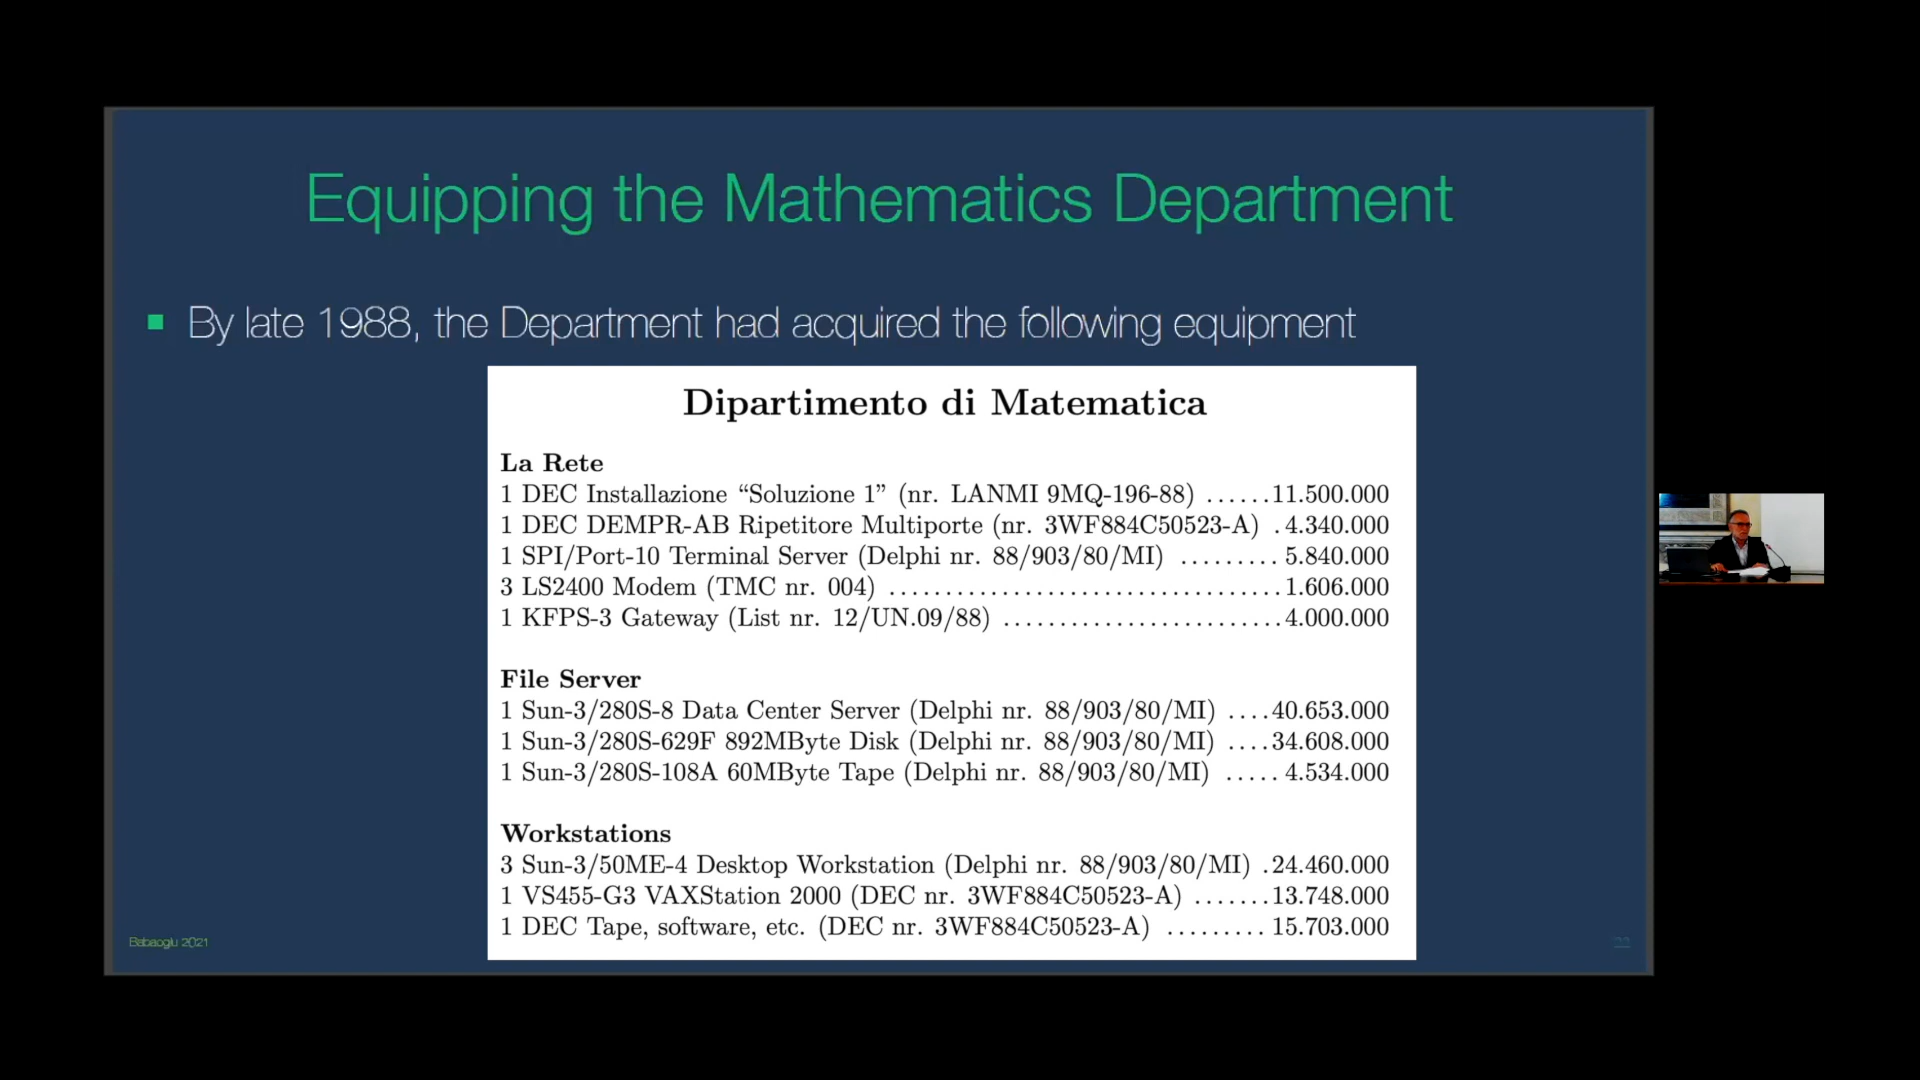 Equipping the Mathematics Department
By late 1988, the Department had acquired the following equipment
Dipartimento di Matematica
La Rete
1 DEC Installazione “Soluzione 1” (nr. LANMI 9MQ-196-88) ......11.500.000
1 DEC DEMPR-AB Ripetitore Multiporte (nr. 3WF884C50523-A) .4.340.000
1 SPI/Port-10 Terminal Server (Delphi nr. 88/903/80/MI) ......... 5.840.000
3 LS2400 Modem (TMC nr. 004) ..................................1.606.000
1 KFPS-3 Gateway (List nr. 12/UN.09/88) .........................4.000.000
File Server
1 Sun-3/280S-8 Data Center Server (Delphi nr. 88/903/80/MI) ....40.653.000
1 Sun-3/280S-629F 892MByte Disk (Delphi nr. 88/903/80/MI) ....34.608.000
1 Sun-3/280S-108A 60MByte Tape (Delphi nr. 88/903/80/MI) ..... 4.534.000
Workstations
3 Sun-3/50ME-4 Desktop Workstation (Delphi nr. 88/903/80/MI) .24.460.000
1 VS455-G3 VAXStation 2000 (DEC nr. 3WF884C50523-A) .......13.748.000
1 DEC Tape, software, etc. (DEC nr. 3WF884C50523-A) ......... 15.703.000
Babaoglu 2021